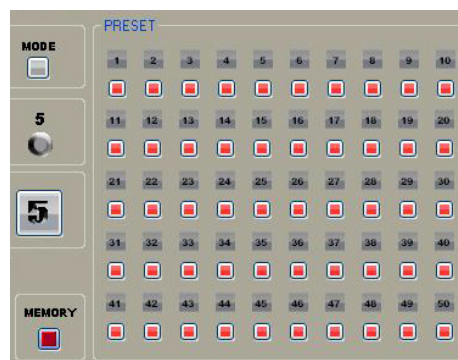 PRESET
MODE
1 2 3 4 5 6 7 8 9 10
5
11 12 13 14 15 16 17 18 19 20
21 22 23 24 25 26 27 28 29 30
5
31 32 33 34 35 36 37 38 39 40
41 42 43 44 45 46 47 48 49 50
MEMORY